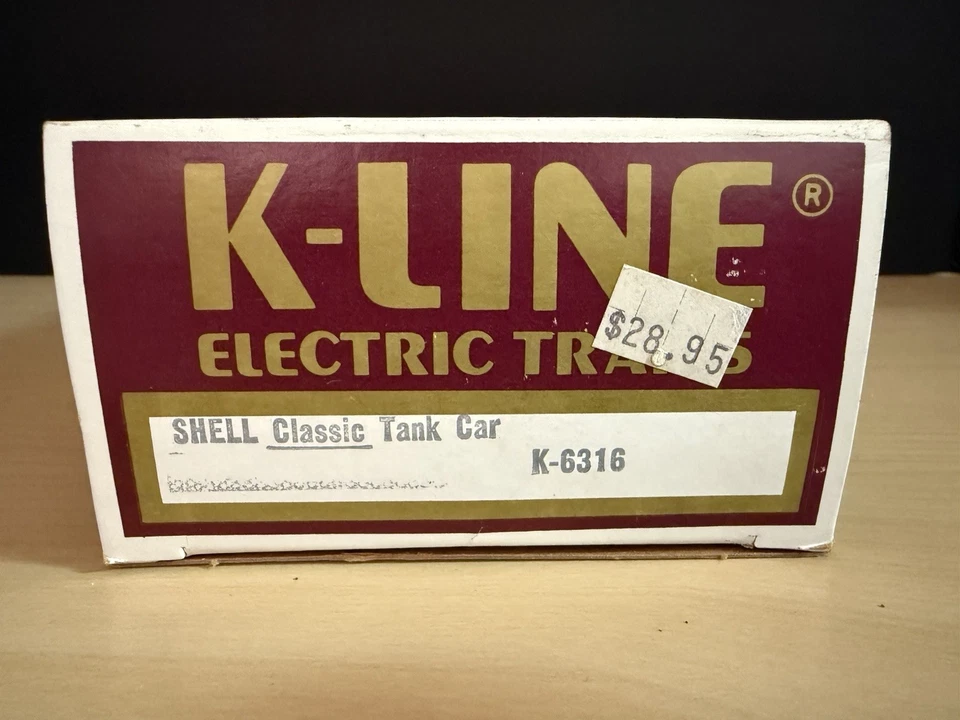 K-LINE®
ELECTRIC TRAINS
$28.95
SHELL Classic Tank Car
K-6316